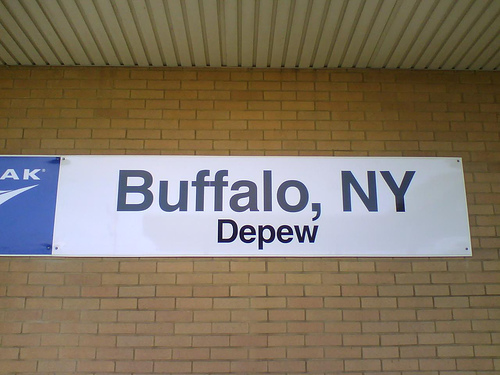 AK®
Buffalo, NY
Depew